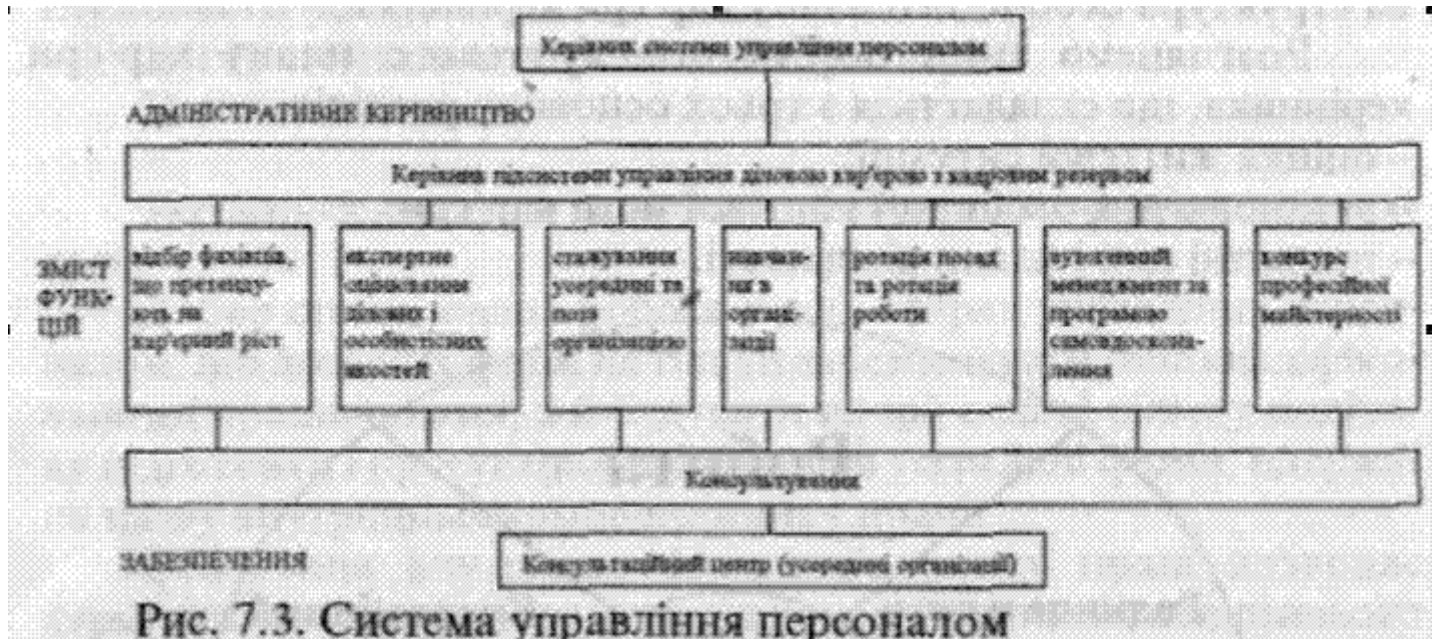 Керівник системи управління персоналом
АДМІНІСТРАТИВНЕ КЕРІВНИЦТВО
Керівник підсистеми управління діловою кар'єрою з кадровим резервом
ЗМІСТ
ФУНК-
ЦІЙ
відбір фахівців,
що претенду-
ють на
кар'єрний ріст
експертне
оцінювання
ділових і
особистісних
якостей
стажування
усередині та
поза
організацією
навчан-
ня в
органі-
зації
ротація посад
та ротація
роботи
аутогенний
менеджмент за
програмою
самовдоскона-
лення
конкурс
професійної
майстерності
Консультування
ЗАБЕЗПЕЧЕННЯ
Консультаційний центр (усередині організації)
Рис. 7.3. Система управління персоналом